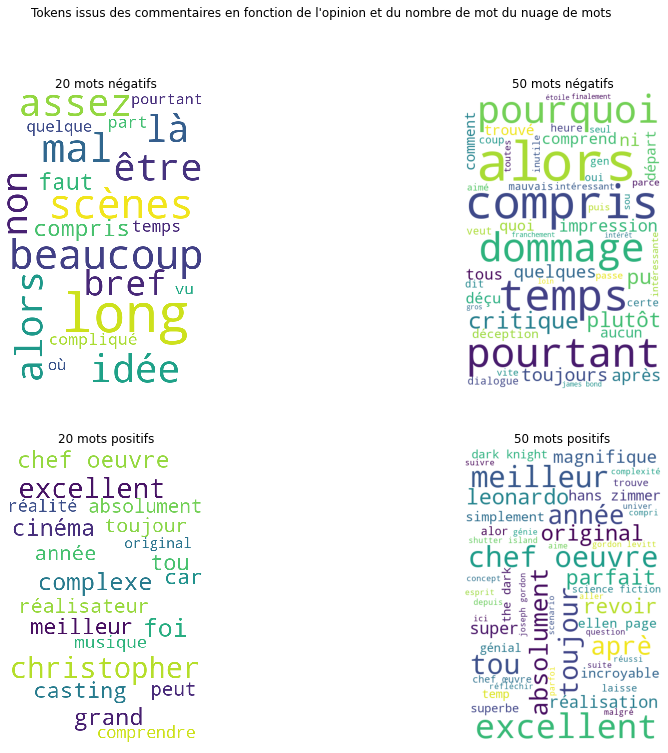 Tokens issus des commentaires en fonction de l'opinion et du nombre de mot du nuage de mots
20 mots négatifs
assez
pourtant
quelque
part
là
mal
être
faut
non
scènes
compris
temps
beaucoup
bref
vu
alors
long
compliqué
où
idée
50 mots négatifs
étoile
finalement
pourquoi
comment
trouve
heure
seul
coup
toutes
inutile
comprend
ni
départ
alors
gen
oui
aimé
mauvais
intéressant
parce
compris
puis
sou
veut
quoi
impression
franchement
intérêt
dommage
intéressante
tous
quelques
passe
pu
dit
loin
déçu
temps
certe
gros
critique
plutôt
déception
aucun
pourtant
vite
dialogue
toujours
après
james bond
20 mots positifs
chef oeuvre
excellent
réalité
absolument
cinéma
toujour
original
année
tou
complexe
car
réalisateur
meilleur
foi
musique
christopher
casting
peut
grand
comprendre
50 mots positifs
dark knight
magnifique
suivre
meilleur
complexité
trouve
leonardo
hans zimmer
univer
simplement
année
compri
alor
génie
original
shutter island
aime
gordon levitt
chef oeuvre
concept
the dark
joseph gordon
absolument
scenario
toujour
parfait
science fiction
esprit
depuis
aller
revoir
ici
ellen page
super
question
génial
aprè
tou
suite
réussi
chef œuvre
réfléchir
parfoi
incroyable
temp
laisse
superbe
réalisation
malgré
excellent